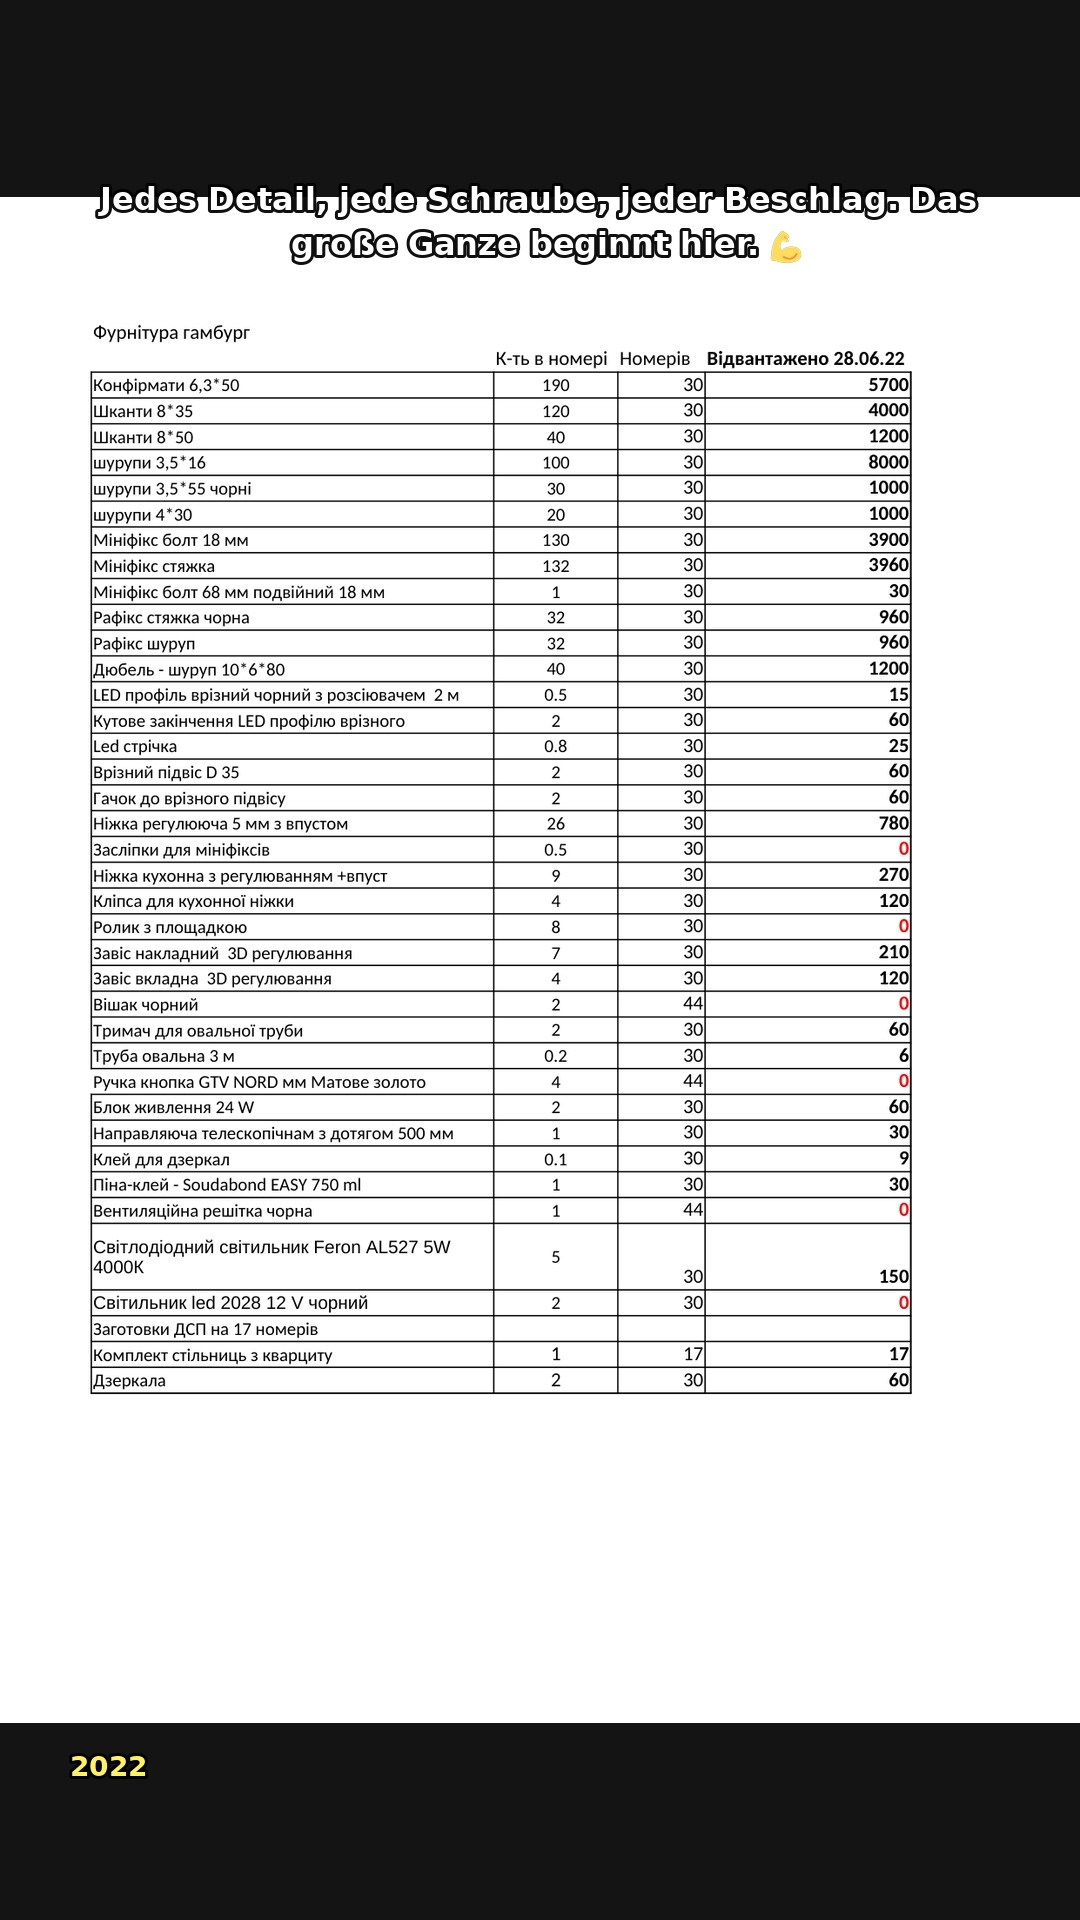 Jedes Detail, jede Schraube, jeder Beschlag. Das
große Ganze beginnt hier. 💪
Фурнітура гамбург
К-ть в номері Номерів Відвантажено 28.06.22
Конфірмати 6,3*50 190 30 5700
Шканти 8*35 120 30 4000
Шканти 8*50 40 30 1200
шурупи 3,5*16 100 30 8000
шурупи 3,5*55 чорні 30 30 1000
шурупи 4*30 20 30 1000
Мініфікс болт 18 мм 130 30 3900
Мініфікс стяжка 132 30 3960
Мініфікс болт 68 мм подвійний 18 мм 1 30 30
Рафікс стяжка чорна 32 30 960
Рафікс шуруп 32 30 960
Дюбель - шуруп 10*6*80 40 30 1200
LED профіль врізний чорний з розсіювачем 2 м 0.5 30 15
Кутове закінчення LED профілю врізного 2 30 60
Led стрічка 0.8 30 25
Врізний підвіс D 35 2 30 60
Гачок до врізного підвісу 2 30 60
Ніжка регулююча 5 мм з впустом 26 30 780
Засліпки для мініфіксів 0.5 30 0
Ніжка кухонна з регулюванням +впуст 9 30 270
Кліпса для кухонної ніжки 4 30 120
Ролик з площадкою 8 30 0
Завіс накладний 3D регулювання 7 30 210
Завіс вкладна 3D регулювання 4 30 120
Вішак чорний 2 44 0
Тримач для овальної труби 2 30 60
Труба овальна 3 м 0.2 30 6
Ручка кнопка GTV NORD мм Матове золото 4 44 0
Блок живлення 24 W 2 30 60
Направляюча телескопічнам з дотягом 500 мм 1 30 30
Клей для дзеркал 0.1 30 9
Піна-клей - Soudabond EASY 750 ml 1 30 30
Вентиляційна решітка чорна 1 44 0
Світлодіодний світильник Feron AL527 5W
4000К 5 30 150
Світильник led 2028 12 V чорний 2 30 0
Заготовки ДСП на 17 номерів
Комплект стільниць з кварциту 1 17 17
Дзеркала 2 30 60
2022